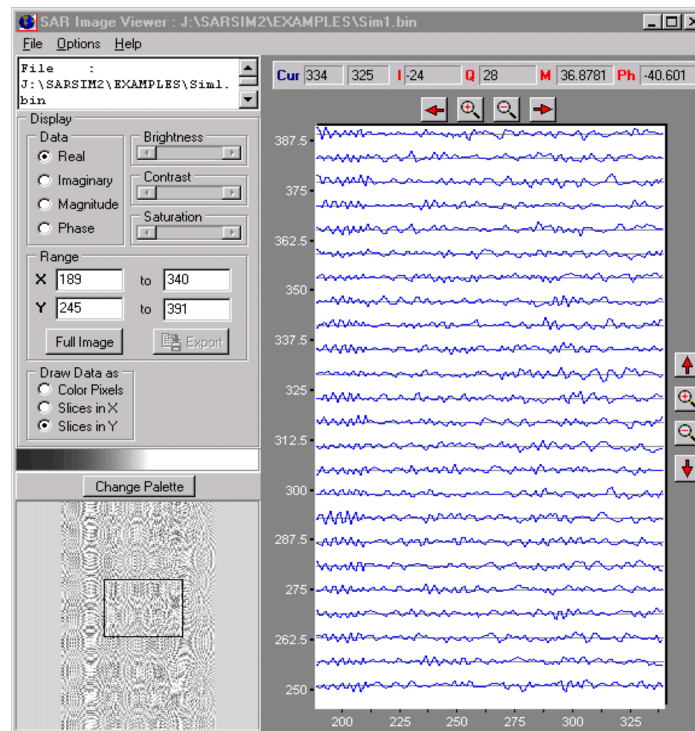 SAR Image Viewer : J:\SARSIM2\EXAMPLES\Sim1.bin
File Options Help
File :
J:\SARSIM2\EXAMPLES\Sim1.
bin
Display
Data
Real
Imaginary
Magnitude
Phase
Brightness
Contrast
Saturation
Range
X 189 to 340
Y 245 to 391
Full Image Export
Draw Data as
Color Pixels
Slices in X
Slices in Y
Change Palette
Cur 334 325 I -24 Q 28 M 36.8781 Ph -40.601
387.5
375
362.5
350
337.5
325
312.5
300
287.5
275
262.5
250
200 225 250 275 300 325